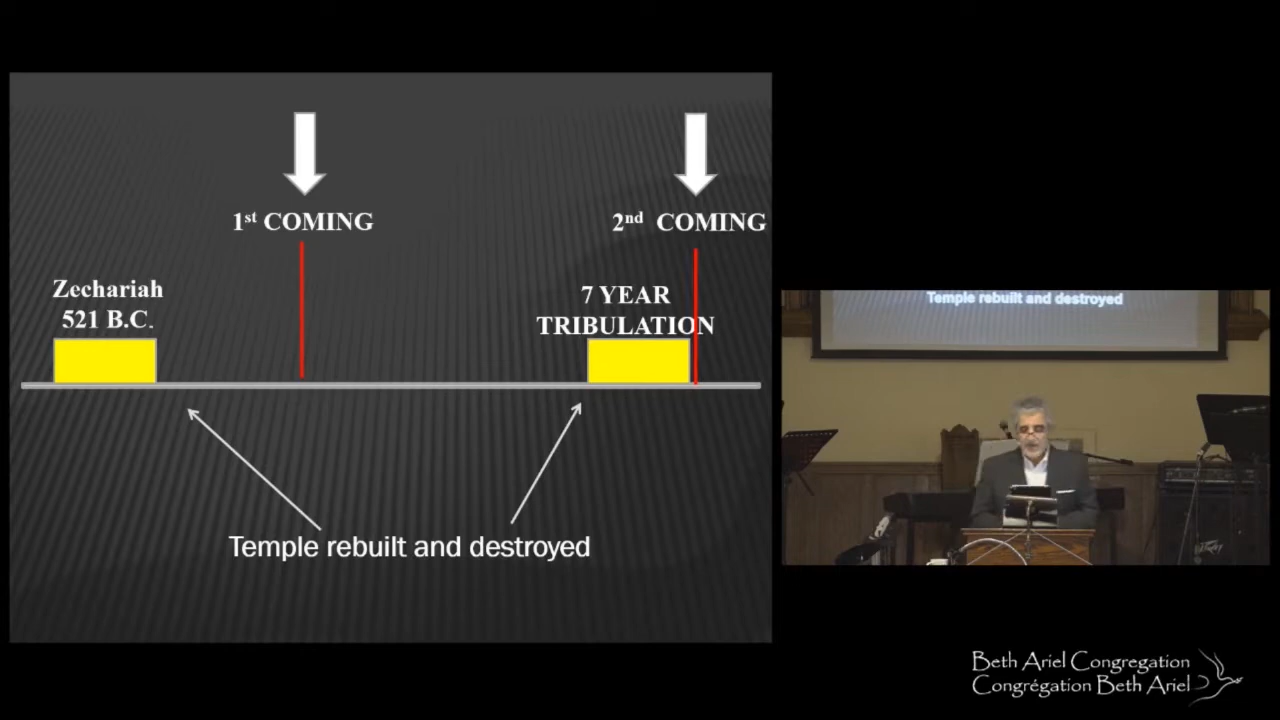 1st COMING
2nd COMING
Zechariah
521 B.C.
7 YEAR
TRIBULATION
Temple rebuilt and destroyed
Temple rebuilt and destroyed
PEAVEY
Beth Ariel Congregation
Congrégation Beth Ariel